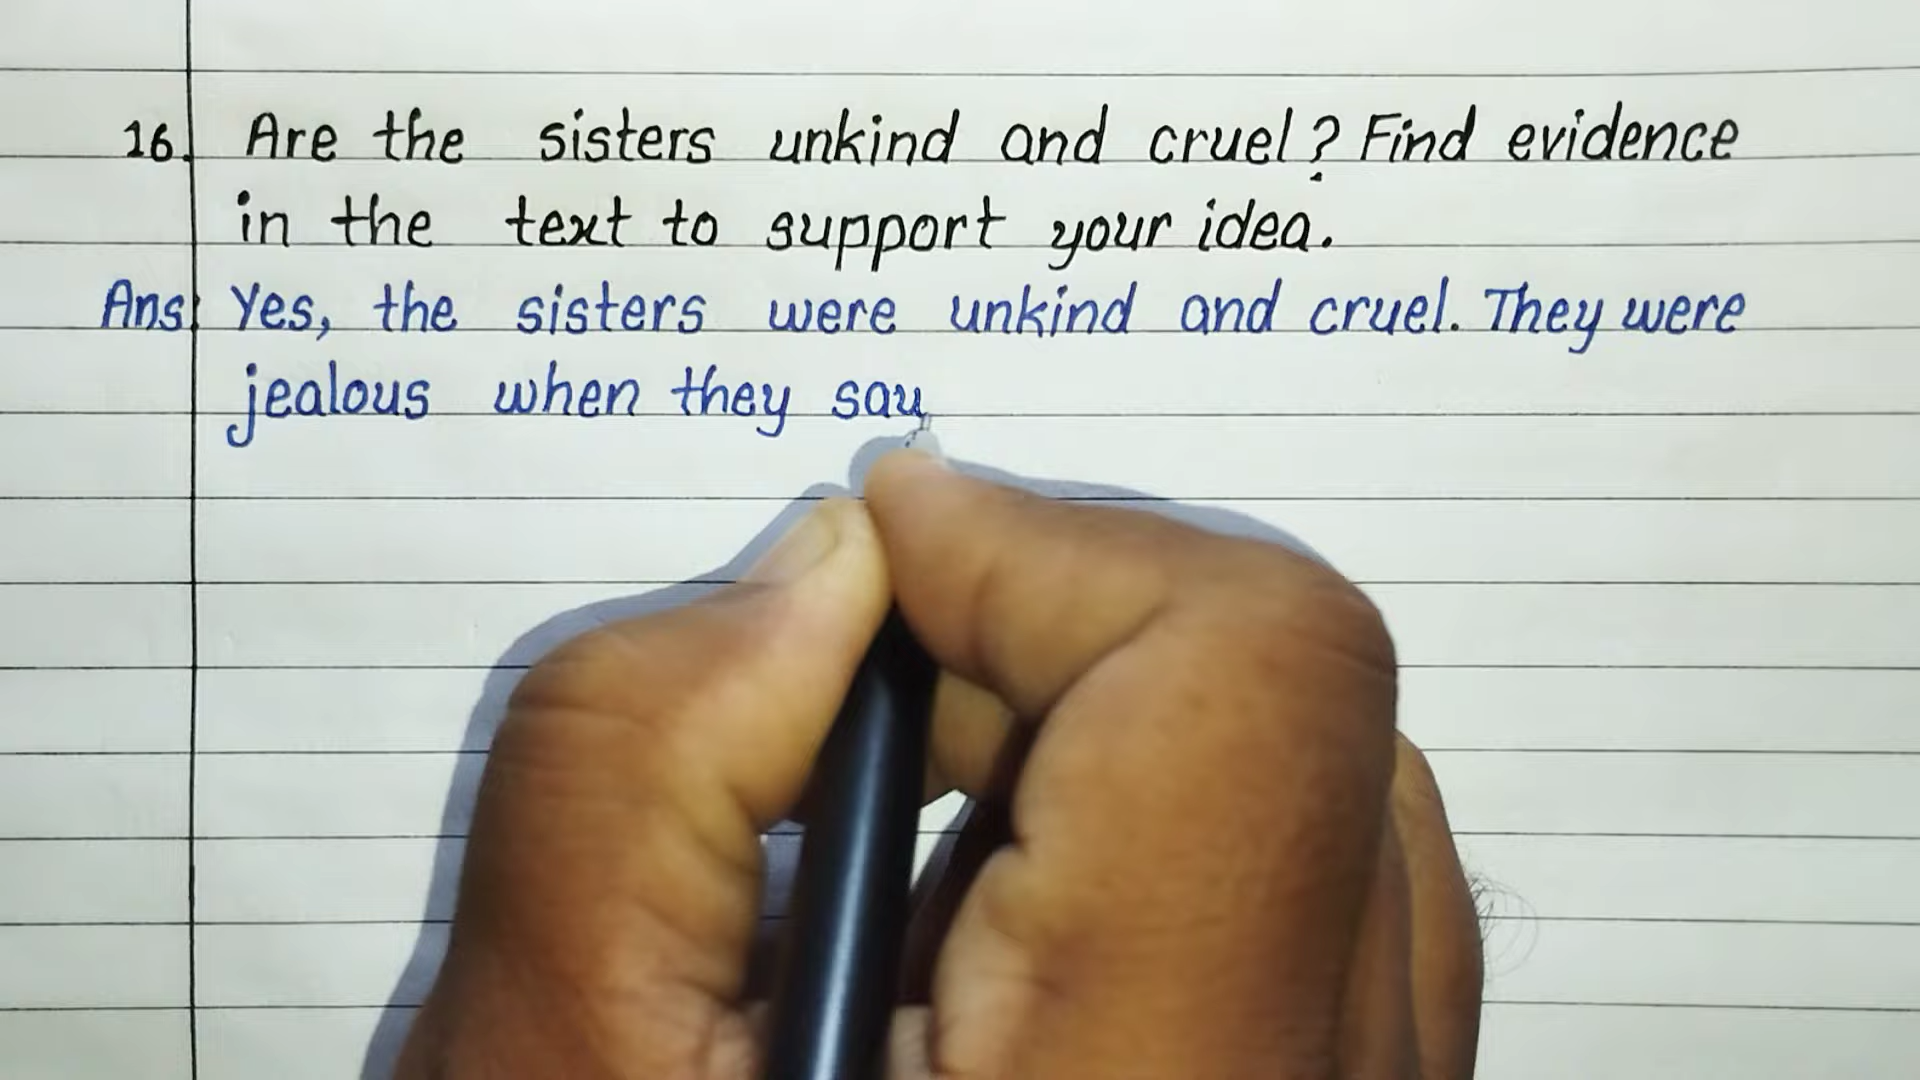 16. Are the sisters unkind and cruel? Find evidence
in the text to support your idea.
Ans Yes, the sisters were unkind and cruel. They were
jealous when they